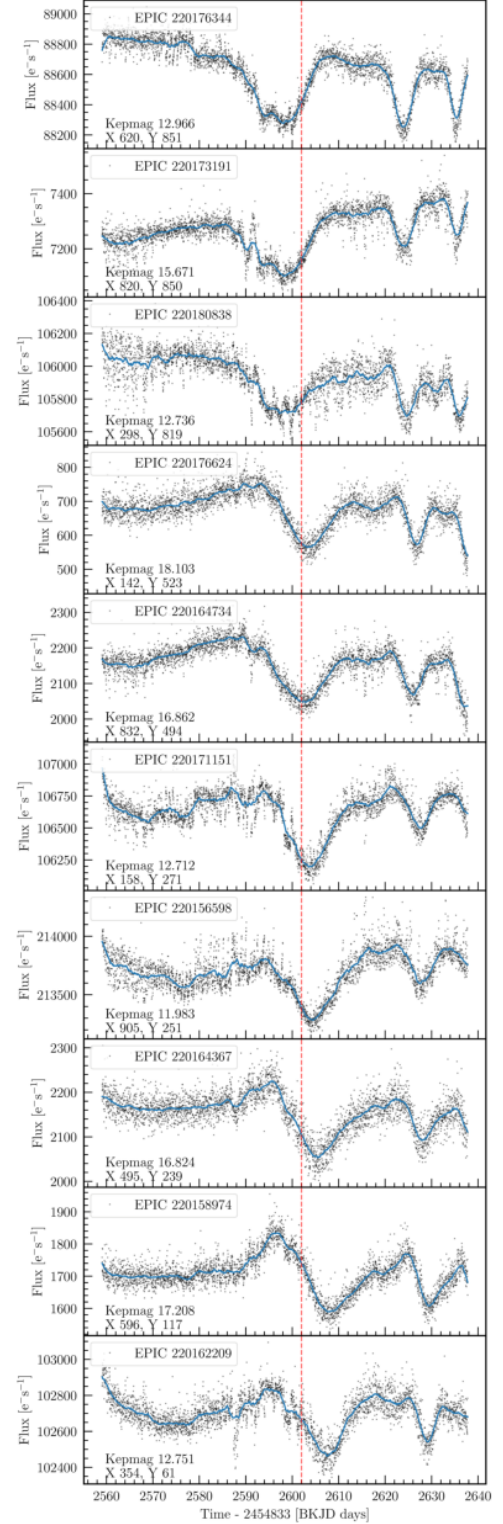 89000
EPIC 220176344
88800
88600
88400
88200
Flux [e⁻s⁻¹]
Kepmag 12.966
X 620, Y 851
EPIC 220173191
7400
7200
Flux [e⁻s⁻¹]
Kepmag 15.671
X 820, Y 850
106400
EPIC 220180838
106200
106000
105800
105600
Flux [e⁻s⁻¹]
Kepmag 12.736
X 298, Y 819
EPIC 220176624
800
700
600
500
Flux [e⁻s⁻¹]
Kepmag 18.103
X 142, Y 523
2300
EPIC 220164734
2200
2100
2000
Flux [e⁻s⁻¹]
Kepmag 16.862
X 832, Y 494
107000
EPIC 220171151
106750
106500
106250
Flux [e⁻s⁻¹]
Kepmag 12.712
X 158, Y 271
EPIC 220156598
214000
213500
Flux [e⁻s⁻¹]
Kepmag 11.983
X 905, Y 251
2300
EPIC 220164367
2200
2100
2000
Flux [e⁻s⁻¹]
Kepmag 16.824
X 495, Y 239
1900
EPIC 220158974
1800
1700
1600
Flux [e⁻s⁻¹]
Kepmag 17.208
X 596, Y 117
103000
EPIC 220162209
102800
102600
102400
Flux [e⁻s⁻¹]
Kepmag 12.751
X 354, Y 61
2560 2570 2580 2590 2600 2610 2620 2630 2640
Time - 2454833 [BKJD days]